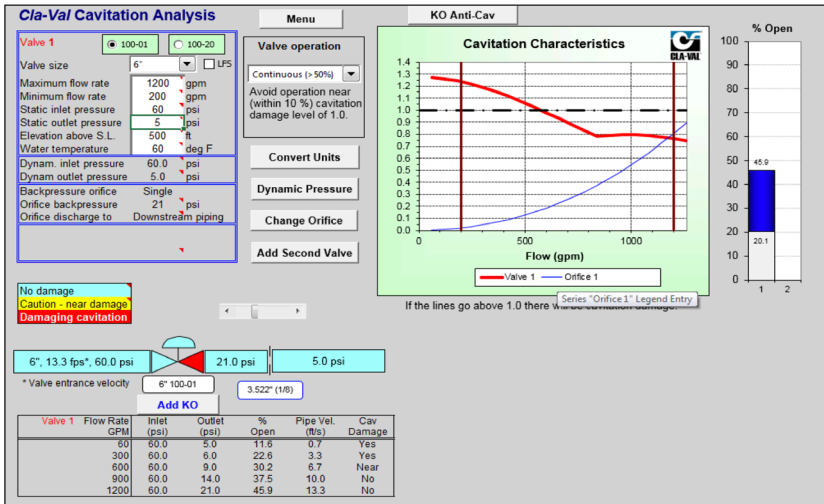 Cla-Val Cavitation Analysis
Menu
KO Anti-Cav
Valve 1 100-01 100-20
Valve size 6" LFS
Maximum flow rate 1200 gpm
Minimum flow rate 200 gpm
Static inlet pressure 60 psi
Static outlet pressure 5 psi
Elevation above S.L. 500 ft
Water temperature 60 deg F
Dynam. inlet pressure 60.0 psi
Dynam outlet pressure 5.0 psi
Backpressure orifice Single
Orifice backpressure 21 psi
Orifice discharge to Downstream piping
Valve operation
Continuous (>50%)
Avoid operation near
(within 10 %) cavitation
damage level of 1.0.
Convert Units
Dynamic Pressure
Change Orifice
Add Second Valve
Cavitation Characteristics
CLA-VAL
1.4
1.3
1.2
1.1
1.0
0.9
0.8
0.7
0.6
0.5
0.4
0.3
0.2
0.1
0.0
0 500 1000
Flow (gpm)
Valve 1 Orifice 1
Series "Orifice 1" Legend Entry
If the lines go above 1.0 there will be cavitation damage.
% Open
100
90
80
70
60
50
40
30
20
10
0
45.9
20.1
1 2
No damage
Caution - near damage
Damaging cavitation
6", 13.3 fps*, 60.0 psi 21.0 psi 5.0 psi
* Valve entrance velocity 6" 100-01 3.522" (1/8)
Add KO
Valve 1 Flow Rate Inlet Outlet % Pipe Vel. Cav
GPM (psi) (psi) Open (ft/s) Damage
60 60.0 5.0 11.6 0.7 Yes
300 60.0 6.0 22.6 3.3 Yes
600 60.0 9.0 30.2 6.7 Near
900 60.0 14.0 37.5 10.0 No
1200 60.0 21.0 45.9 13.3 No